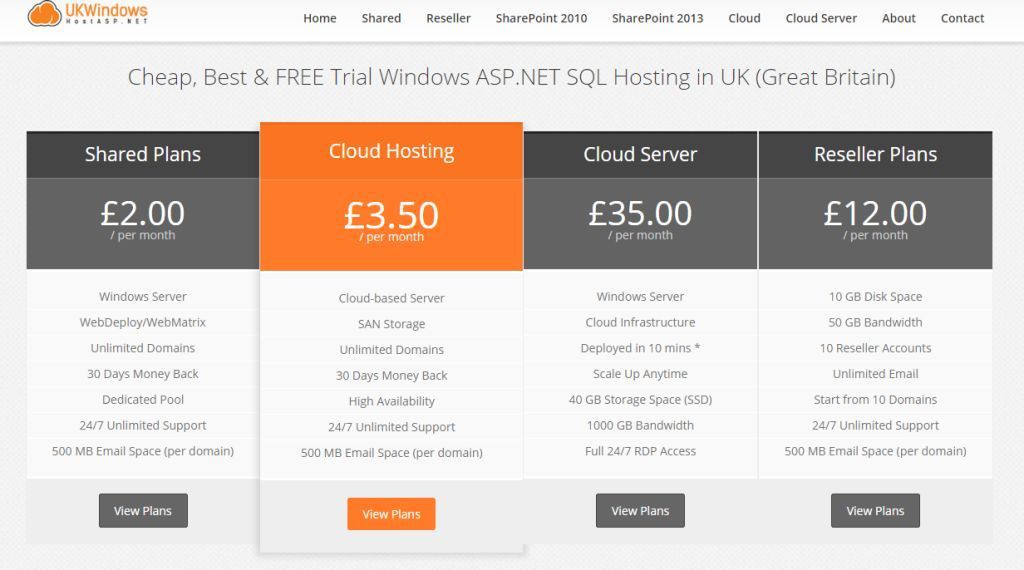 UKWindows
HostASP.NET
Home Shared Reseller SharePoint 2010 SharePoint 2013 Cloud Cloud Server About Contact
Cheap, Best & FREE Trial Windows ASP.NET SQL Hosting in UK (Great Britain)
Shared Plans
£2.00
/ per month
Windows Server
WebDeploy/WebMatrix
Unlimited Domains
30 Days Money Back
Dedicated Pool
24/7 Unlimited Support
500 MB Email Space (per domain)
View Plans
Cloud Hosting
£3.50
/ per month
Cloud-based Server
SAN Storage
Unlimited Domains
30 Days Money Back
High Availability
24/7 Unlimited Support
500 MB Email Space (per domain)
View Plans
Cloud Server
£35.00
/ per month
Windows Server
Cloud Infrastructure
Deployed in 10 mins *
Scale Up Anytime
40 GB Storage Space (SSD)
1000 GB Bandwidth
Full 24/7 RDP Access
View Plans
Reseller Plans
£12.00
/ per month
10 GB Disk Space
50 GB Bandwidth
10 Reseller Accounts
Unlimited Email
Start from 10 Domains
24/7 Unlimited Support
500 MB Email Space (per domain)
View Plans